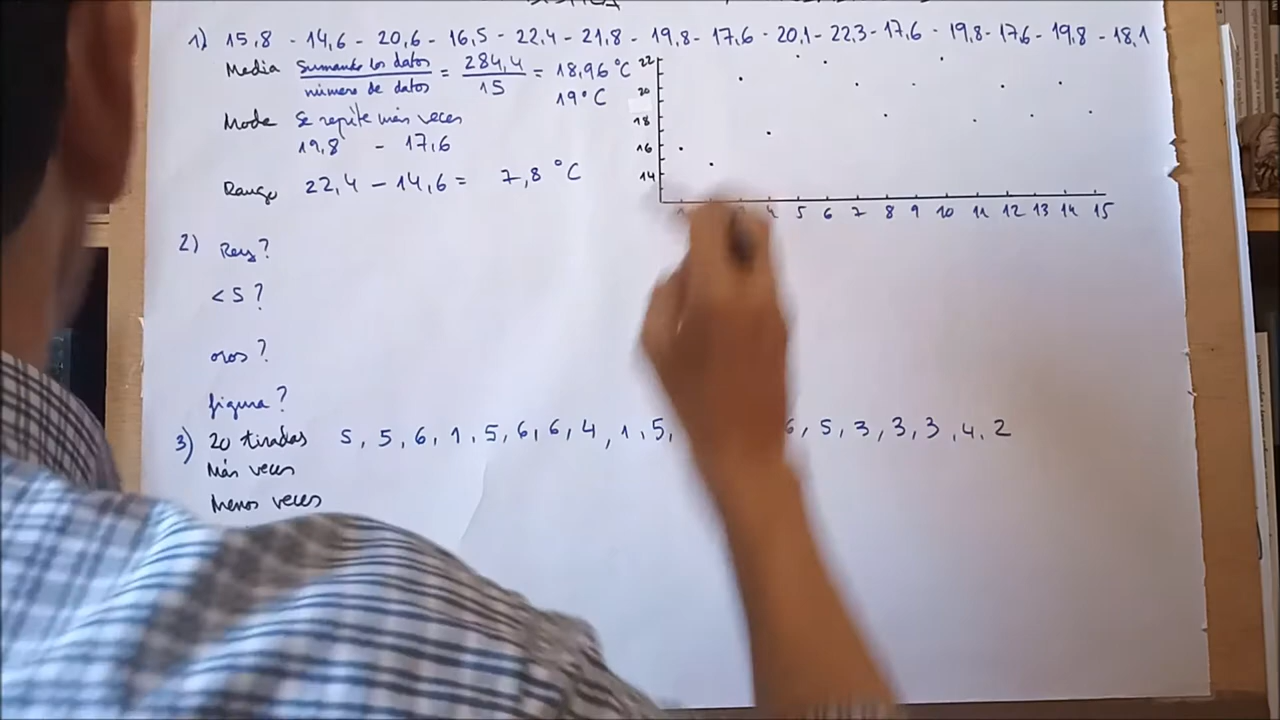 1) 15,8 - 14,6 - 20,6 - 16,5 - 22,4 - 21,8 - 19,8 - 17,6 - 20,1 - 22,3 - 17,6 - 19,8 - 17,6 - 19,8 - 18,1
Media Sumando los datos / número de datos = 284,4 / 15 = 18,96 °C
19 °C
Moda Se repite más veces
19,8 - 17,6
Rango 22,4 - 14,6 = 7,8 °C
22
20
18
16
14
1 3 4 5 6 7 8 9 10 11 12 13 14 15
2) Rey?
< 5?
oros?
figura?
3) 20 tiradas 5, 5, 6, 1, 5, 6, 6, 4, 1, 5, 6, 5, 3, 3, 3, 4, 2
Más veces
Menos veces